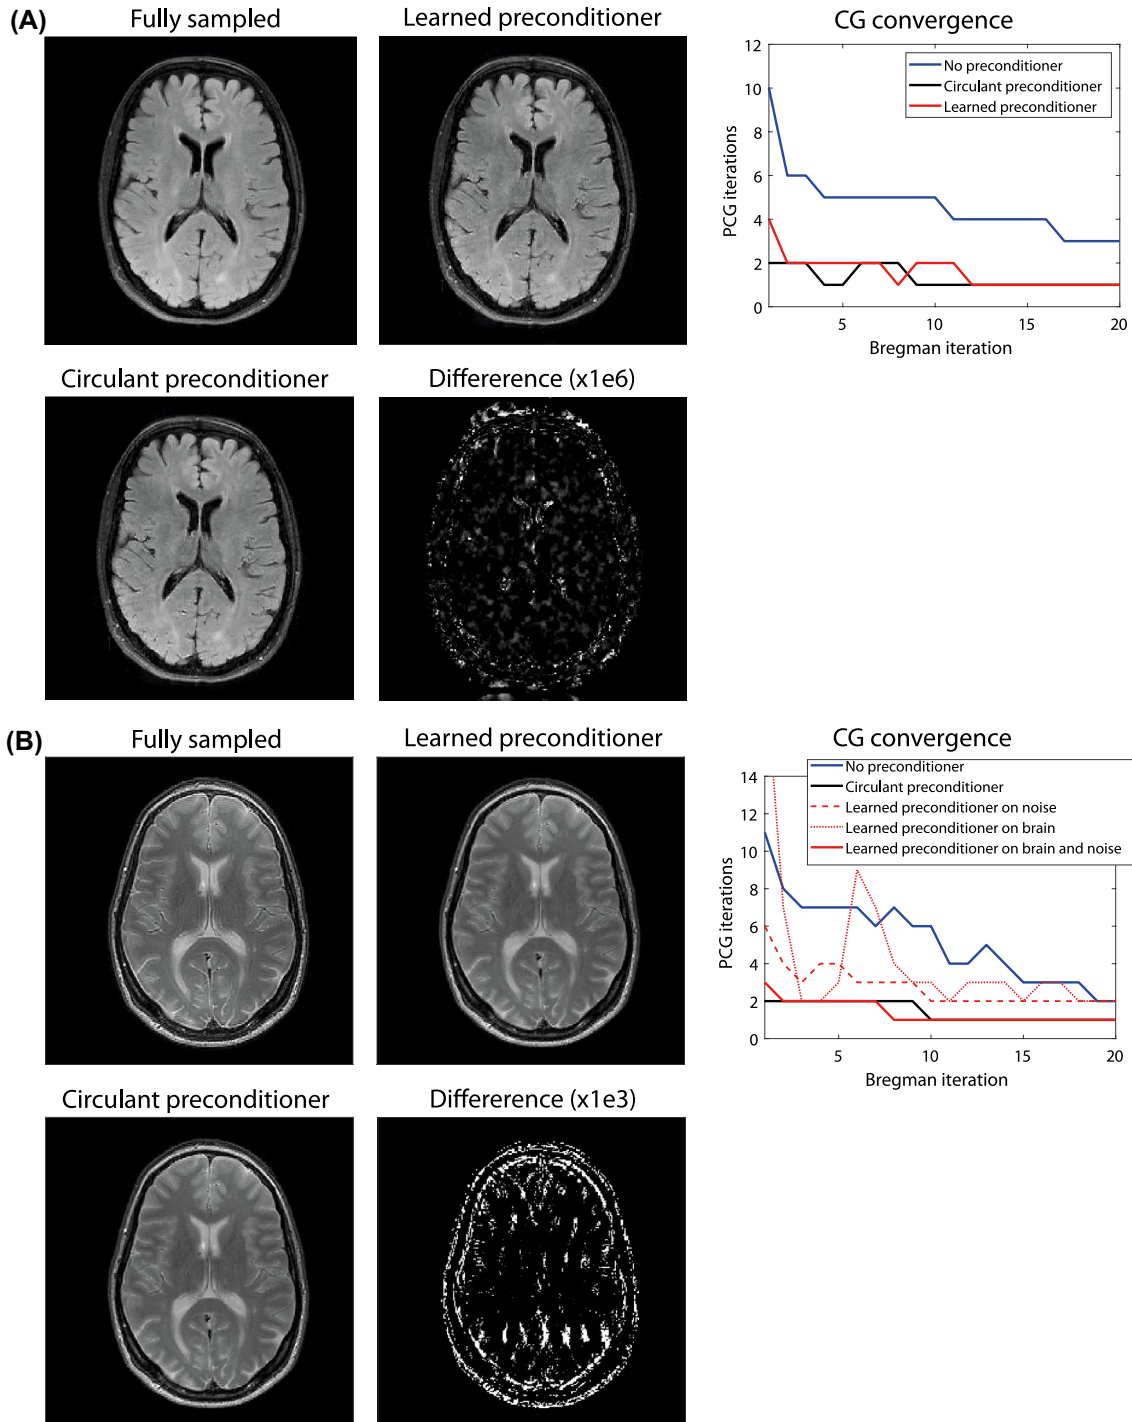 (A)
Fully sampled
Learned preconditioner
CG convergence
12
10
8
6
4
2
0
PCG iterations
No preconditioner
Circulant preconditioner
Learned preconditioner
5
10
15
20
Bregman iteration
Circulant preconditioner
Differerence (x1e6)
(B)
Fully sampled
Learned preconditioner
CG convergence
14
12
10
8
6
4
2
0
PCG iterations
No preconditioner
Circulant preconditioner
Learned preconditioner on noise
Learned preconditioner on brain
Learned preconditioner on brain and noise
5
10
15
20
Bregman iteration
Circulant preconditioner
Differerence (x1e3)